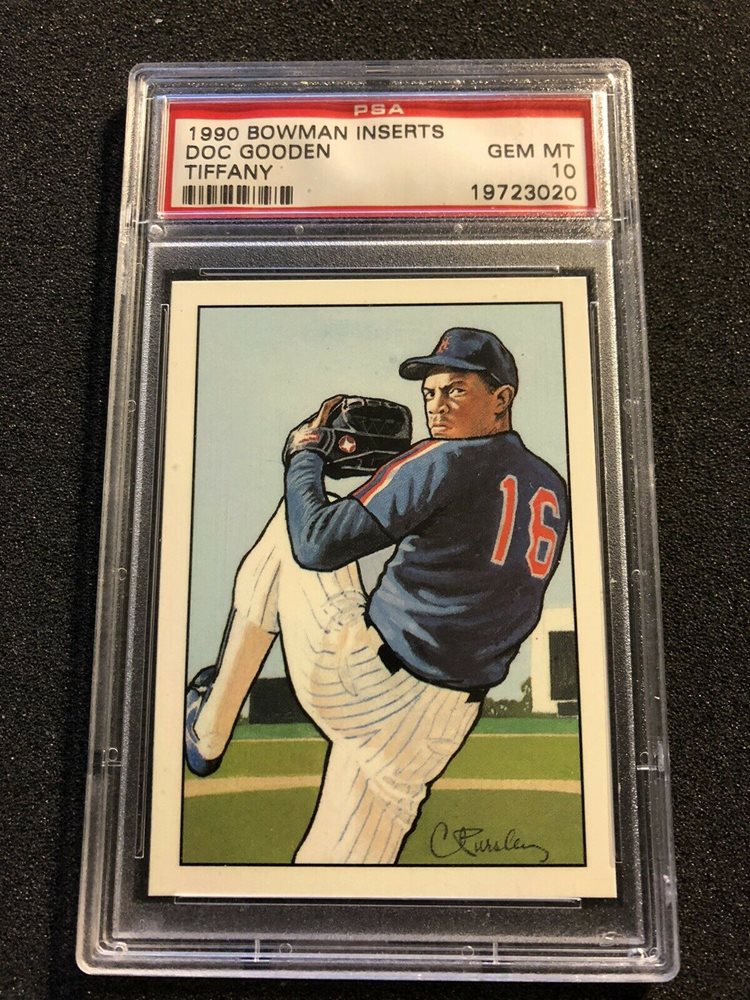 PSA
1990 BOWMAN INSERTS
DOC GOODEN GEM MT
TIFFANY 10
19723020
16